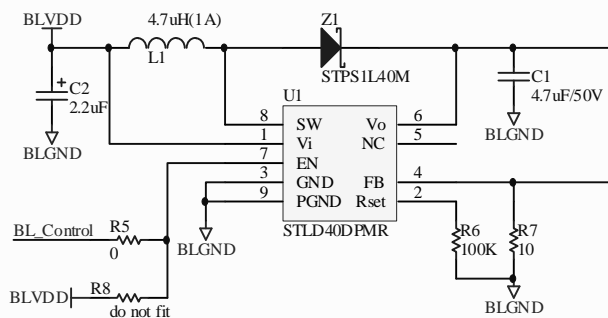 BLVDD
4.7uH(1A)
L1
Z1
STPS1L40M
C2
2.2uF
BLGND
C1
4.7uF/50V
BLGND
U1
8 SW Vo 6
1 Vi NC 5
7 EN
3 GND FB 4
9 PGND Rset 2
STLD40DPMR
BLGND
BL_Control
R5
0
BLVDD
R8
do not fit
R6
100K
R7
10
BLGND